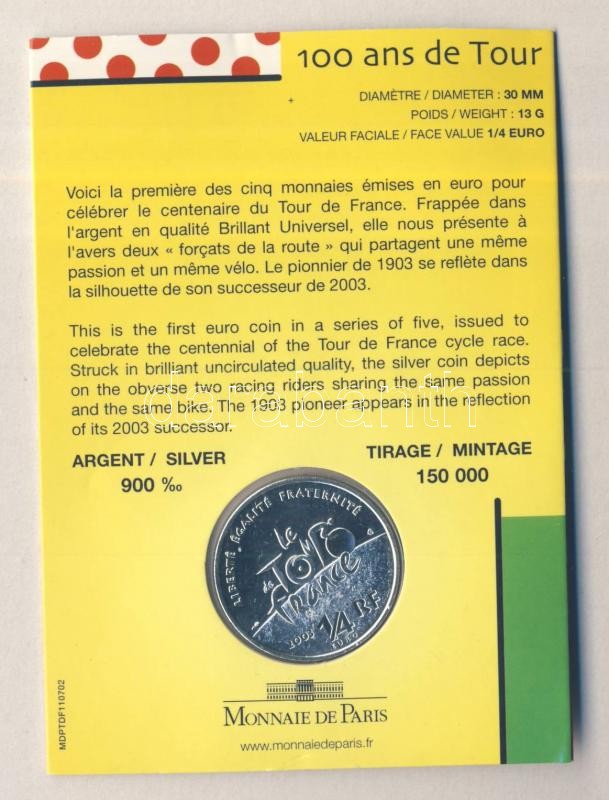 100 ans de Tour
DIAMÈTRE / DIAMETER : 30 MM
POIDS / WEIGHT : 13 G
VALEUR FACIALE / FACE VALUE 1/4 EURO
Voici la première des cinq monnaies émises en euro pour
célébrer le centenaire du Tour de France. Frappée dans
l'argent en qualité Brillant Universel, elle nous présente à
l'avers deux « forçats de la route » qui partagent une même
passion et un même vélo. Le pionnier de 1903 se reflète dans
la silhouette de son successeur de 2003.
This is the first euro coin in a series of five, issued to
celebrate the centennial of the Tour de France cycle race.
Struck in brilliant uncirculated quality, the silver coin depicts
on the obverse two racing riders sharing the same passion
and the same bike. The 1903 pioneer appears in the reflection
of its 2003 successor.
darabanth
ARGENT / SILVER
900 ‰
TIRAGE / MINTAGE
150 000
LIBERTÉ ÉGALITÉ FRATERNITÉ
Le
TOUR
de
France
2003 1/4 RF
EURO
MONNAIE DE PARIS
www.monnaiedeparis.fr
MDPTDF110702